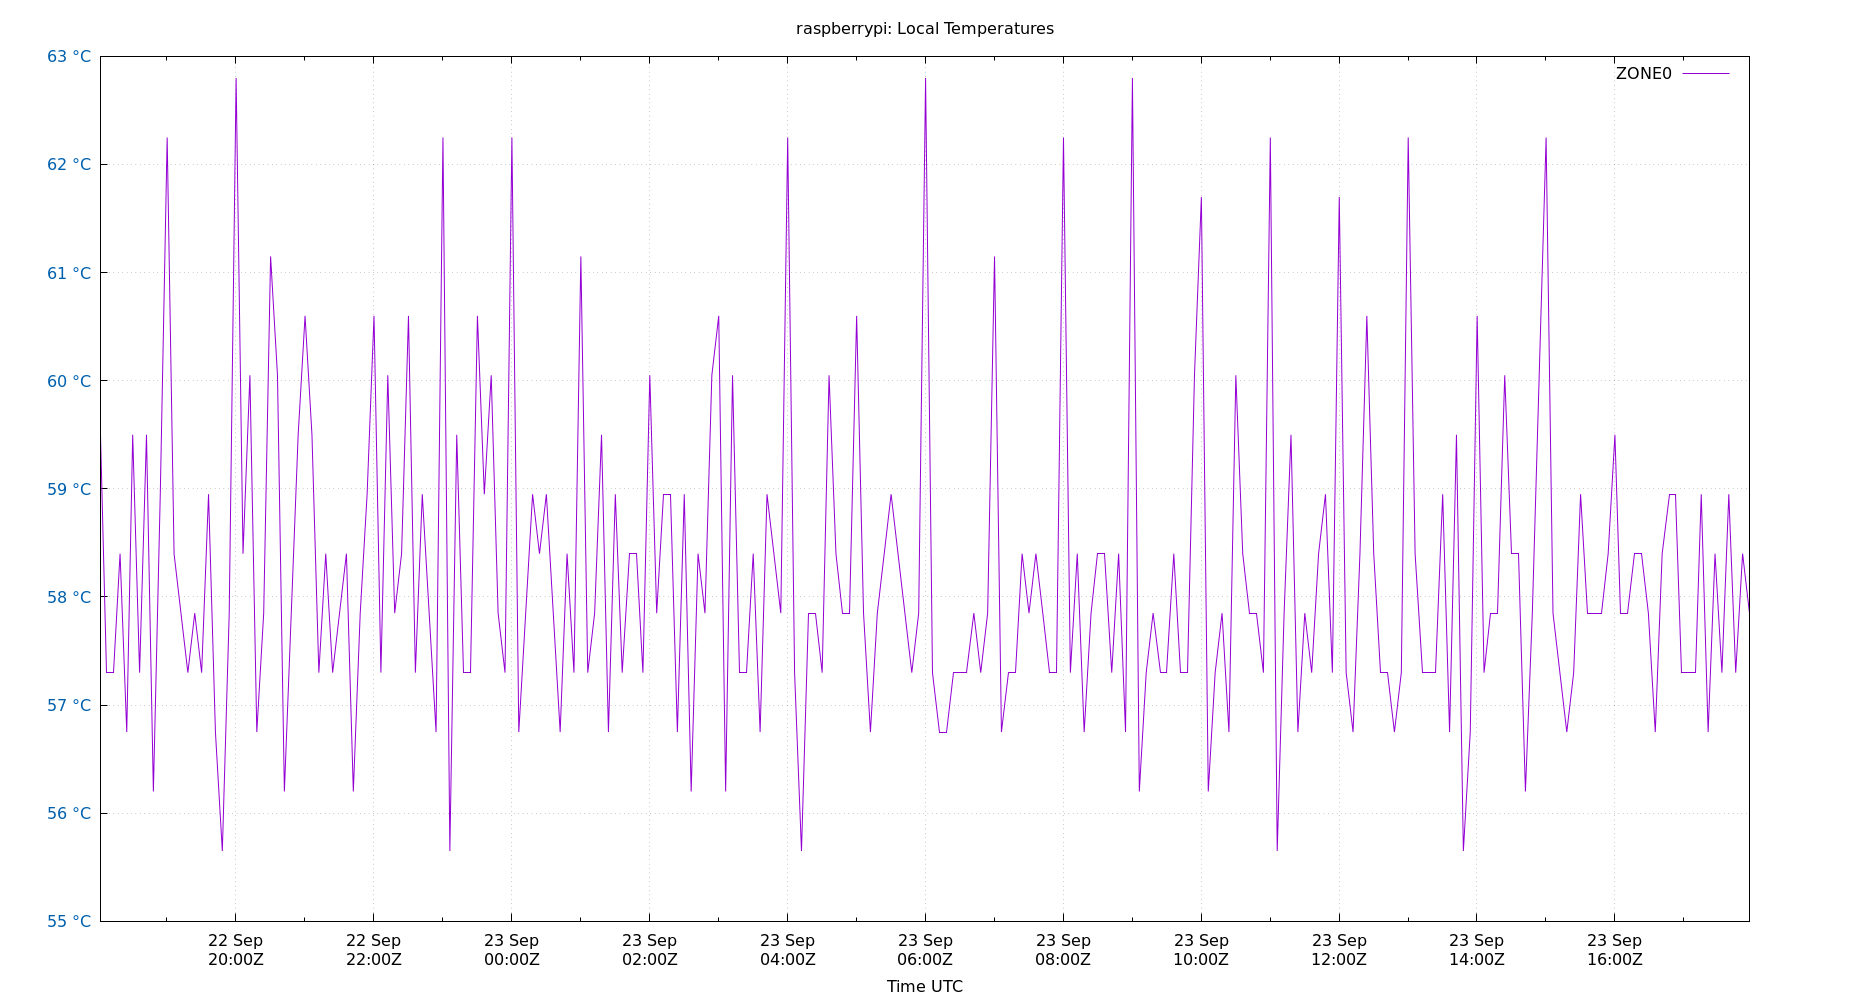 raspberrypi: Local Temperatures
ZONE0
63 °C
62 °C
61 °C
60 °C
59 °C
58 °C
57 °C
56 °C
55 °C
22 Sep 22 Sep 23 Sep 23 Sep 23 Sep 23 Sep 23 Sep 23 Sep 23 Sep 23 Sep 23 Sep
20:00Z 22:00Z 00:00Z 02:00Z 04:00Z 06:00Z 08:00Z 10:00Z 12:00Z 14:00Z 16:00Z
Time UTC